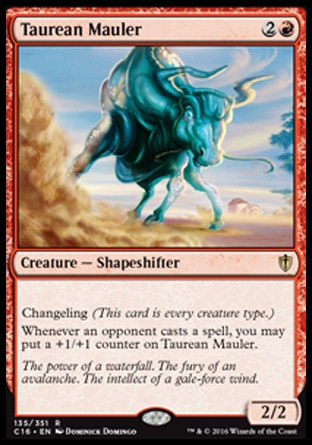 Taurean Mauler 2
Creature — Shapeshifter
Changeling (This card is every creature type.)
Whenever an opponent casts a spell, you may
put a +1/+1 counter on Taurean Mauler.
The power of a waterfall. The fury of an
avalanche. The intellect of a gale-force wind.
2/2
135/351 R
C16 • EN Dominick Domingo ™ & © 2016 Wizards of the Coast